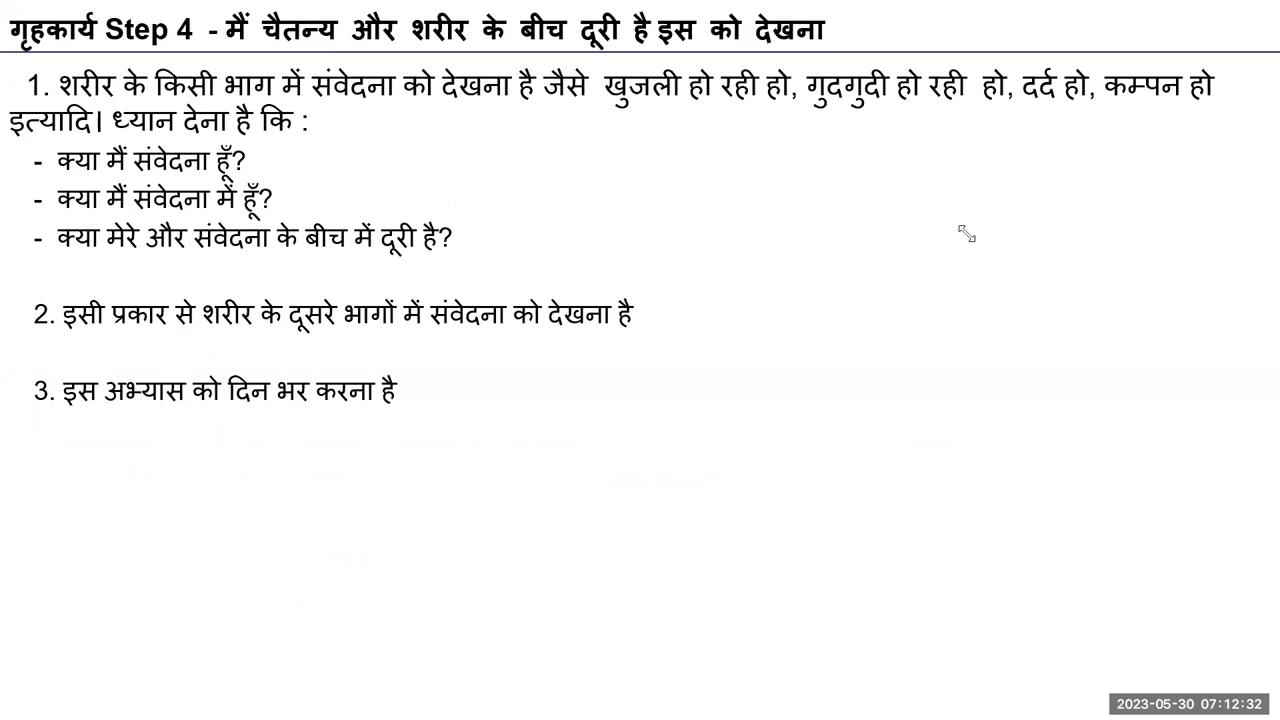 गृहकार्य Step 4 - मैं चैतन्य और शरीर के बीच दूरी है इस को देखना
1. शरीर के किसी भाग में संवेदना को देखना है जैसे खुजली हो रही हो, गुदगुदी हो रही हो, दर्द हो, कम्पन हो
इत्यादि। ध्यान देना है कि :
- क्या मैं संवेदना हूँ?
- क्या मैं संवेदना में हूँ?
- क्या मेरे और संवेदना के बीच में दूरी है?
2. इसी प्रकार से शरीर के दूसरे भागों में संवेदना को देखना है
3. इस अभ्यास को दिन भर करना है
2023-05-30 07:12:32